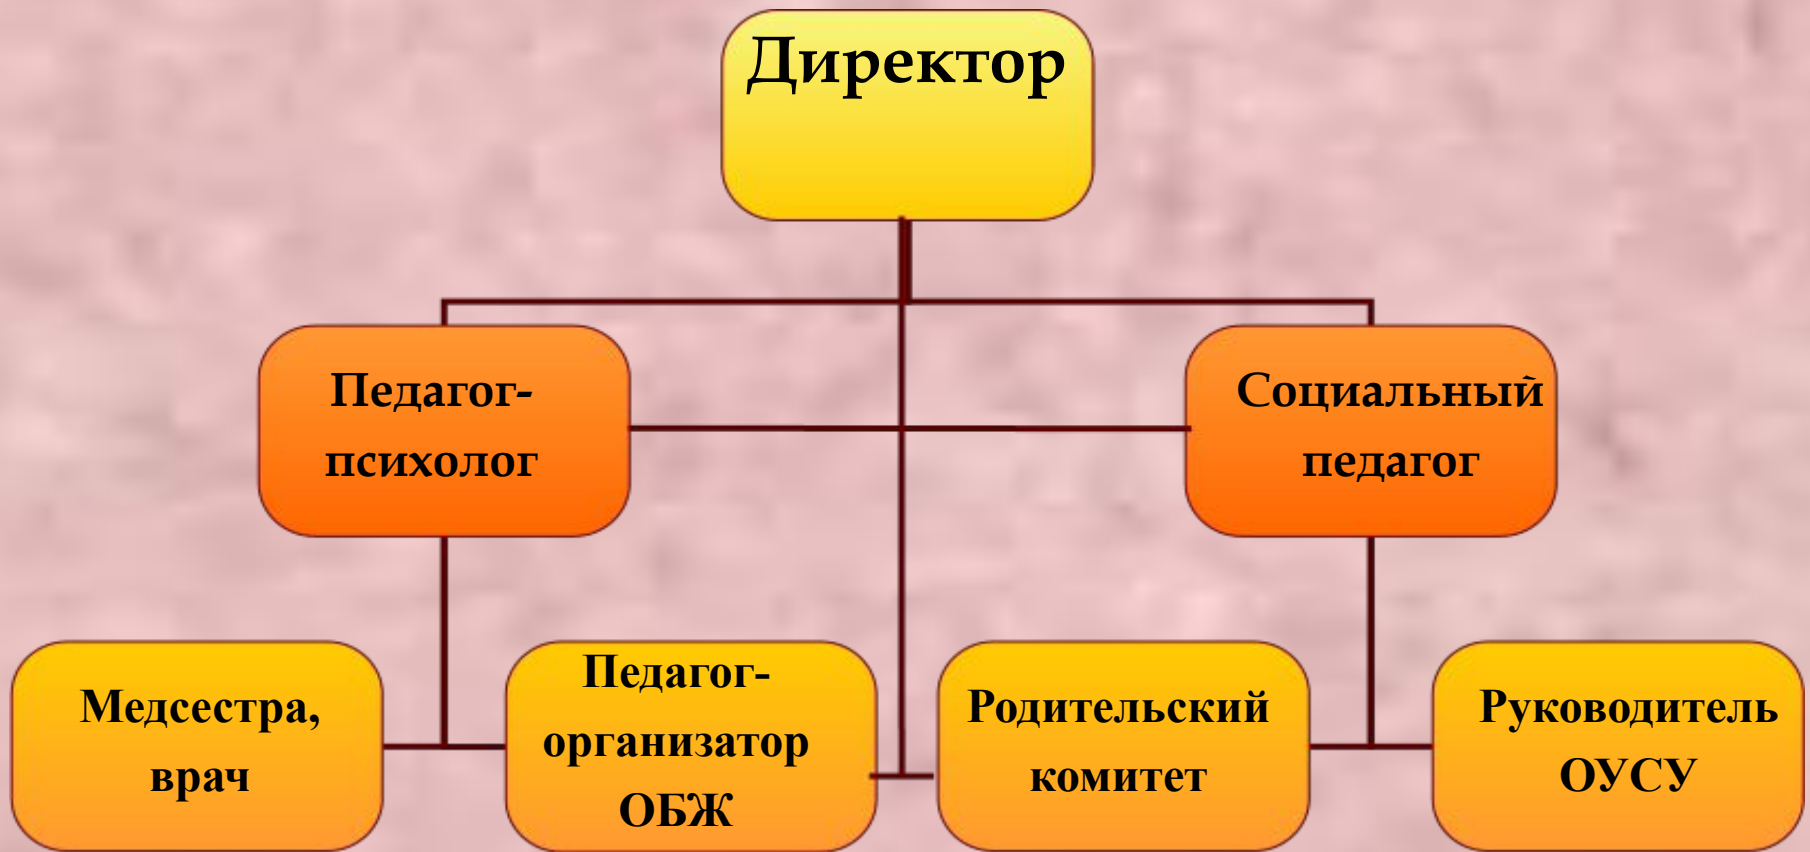 Директор
Педагог-
психолог
Социальный
педагог
Медсестра,
врач
Педагог-
организатор
ОБЖ
Родительский
комитет
Руководитель
ОУСУ